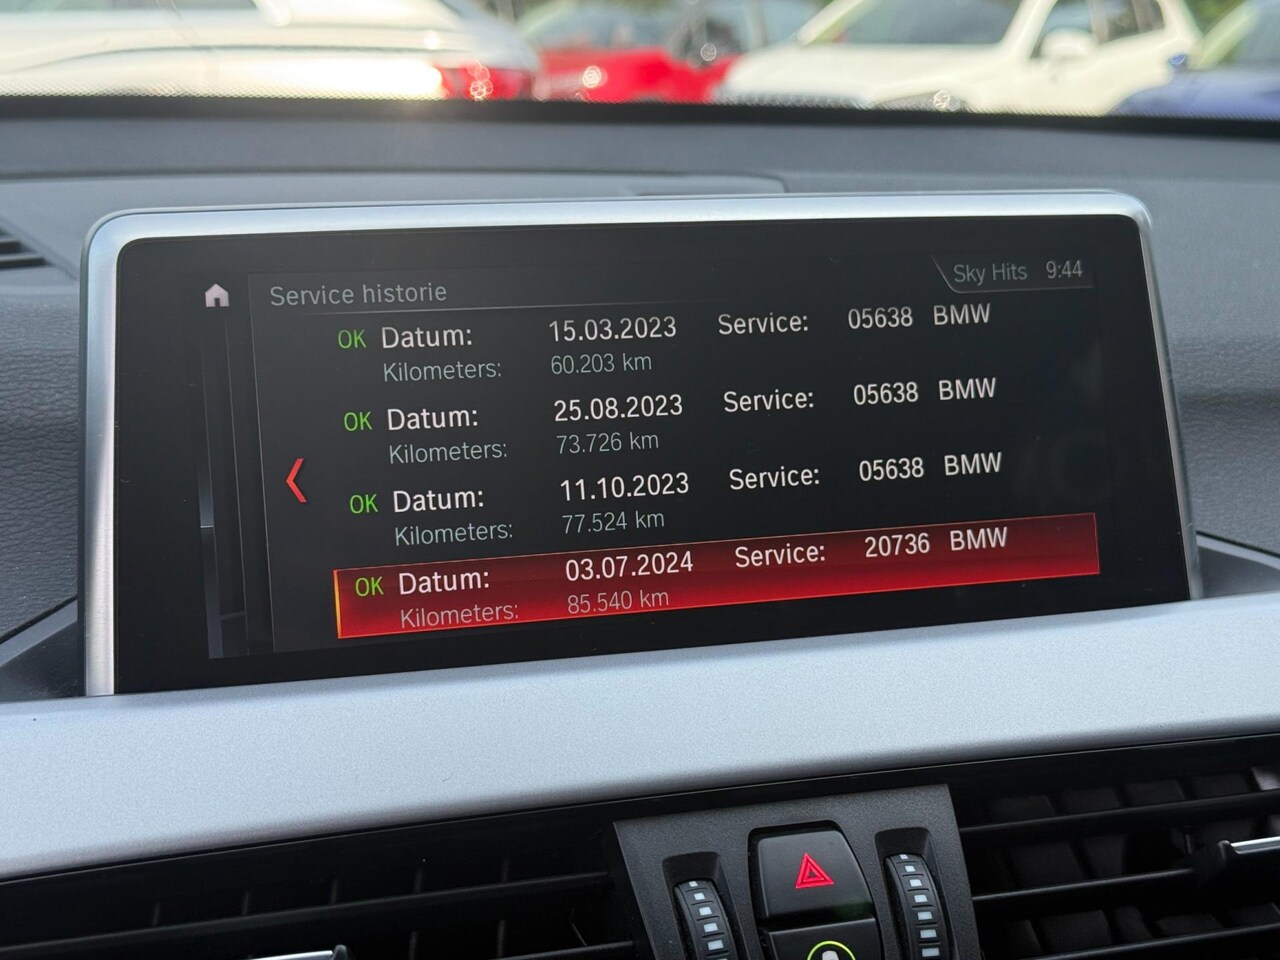 Sky Hits 9:44
Service historie
OK Datum: 15.03.2023 Service: 05638 BMW
Kilometers: 60.203 km
OK Datum: 25.08.2023 Service: 05638 BMW
Kilometers: 73.726 km
OK Datum: 11.10.2023 Service: 05638 BMW
Kilometers: 77.524 km
OK Datum: 03.07.2024 Service: 20736 BMW
Kilometers: 85.540 km